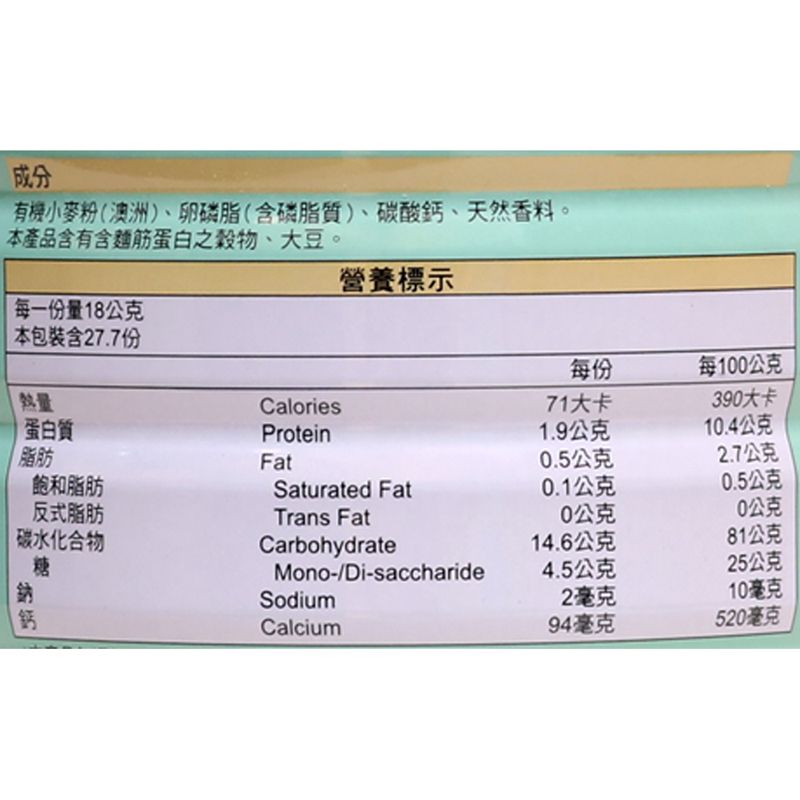 成分
有機小麥粉(澳洲)、卵磷脂(含磷脂質)、碳酸鈣、天然香料。
本產品含有含麵筋蛋白之穀物、大豆。
營養標示
每一份量18公克
本包裝含27.7份
每份 每100公克
熱量 Calories 71大卡 390大卡
蛋白質 Protein 1.9公克 10.4公克
脂肪 Fat 0.5公克 2.7公克
飽和脂肪 Saturated Fat 0.1公克 0.5公克
反式脂肪 Trans Fat 0公克 0公克
碳水化合物 Carbohydrate 14.6公克 81公克
糖 Mono-/Di-saccharide 4.5公克 25公克
鈉 Sodium 2毫克 10毫克
鈣 Calcium 94毫克 520毫克